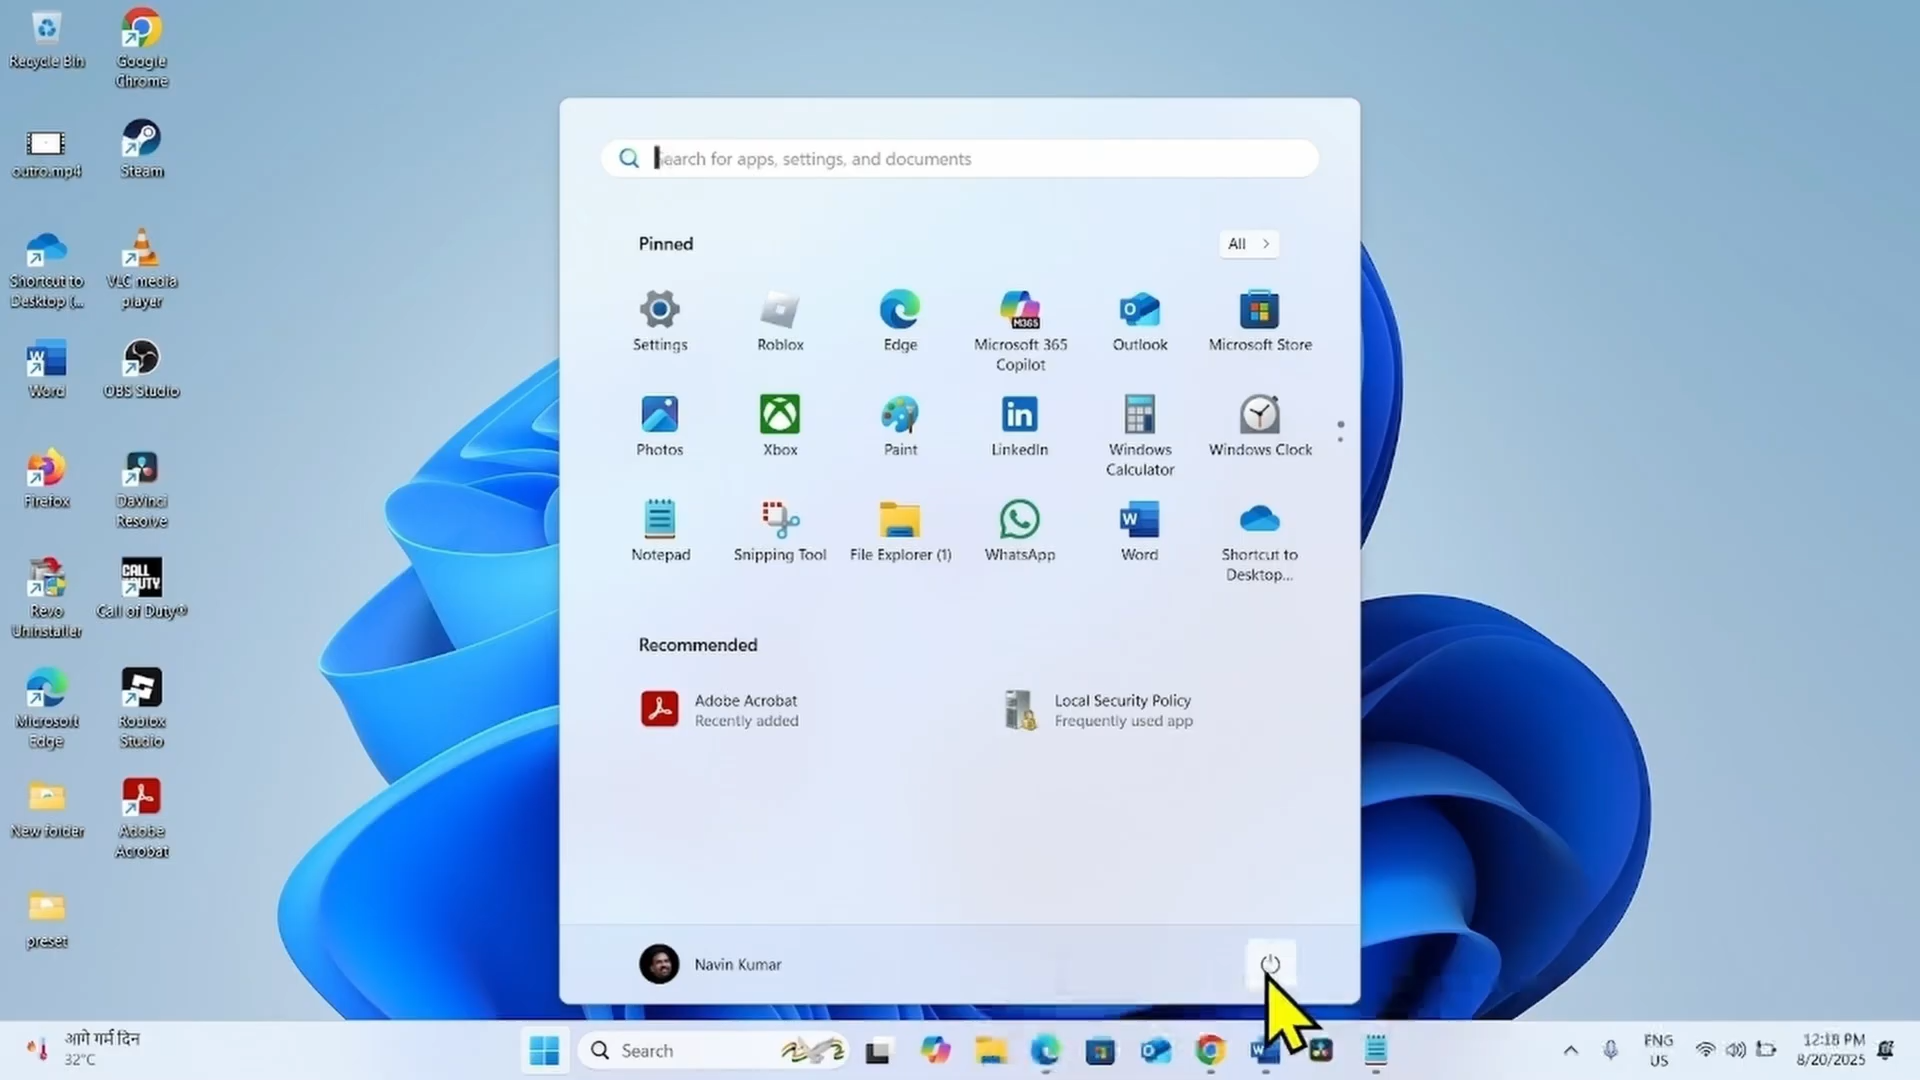 Recycle Bin
Google
Chrome
outro.mp4
Steam
Shortcut to
Desktop (...
VLC media
player
Word
OBS Studio
Firefox
DaVinci
Resolve
Revo
Uninstaller
CALL
DUTY
Call of Duty®
Microsoft
Edge
Roblox
Studio
New folder
Adobe
Acrobat
preset
Search for apps, settings, and documents
Pinned
All
Settings
Roblox
Edge
M365
Microsoft 365
Copilot
Outlook
Microsoft Store
Photos
Xbox
Paint
LinkedIn
Windows
Calculator
Windows Clock
Notepad
Snipping Tool
File Explorer (1)
WhatsApp
Word
Shortcut to
Desktop...
Recommended
Adobe Acrobat
Recently added
Local Security Policy
Frequently used app
Navin Kumar
आगे गर्म दिन
32°C
Search
ENG
US
12:18 PM
8/20/2025